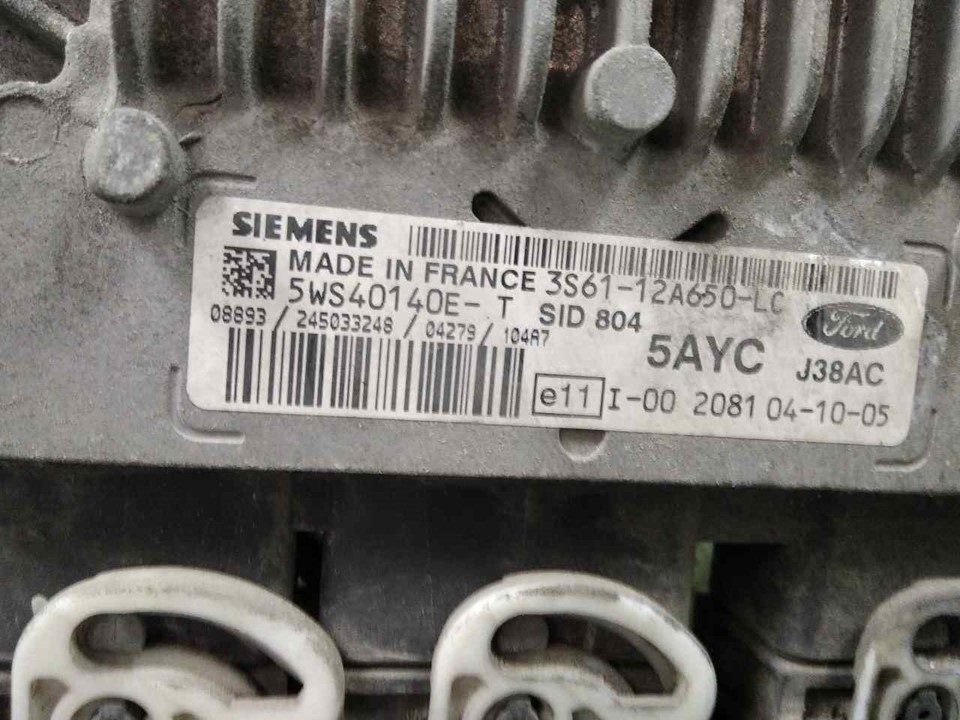 SIEMENS
MADE IN FRANCE 3S61-12A650-LC
5WS40140E- T SID 804
08893 / 245033248 / 04279 / 104A7
Ford
5AYC J38AC
e11 I-00 2081 04-10-05